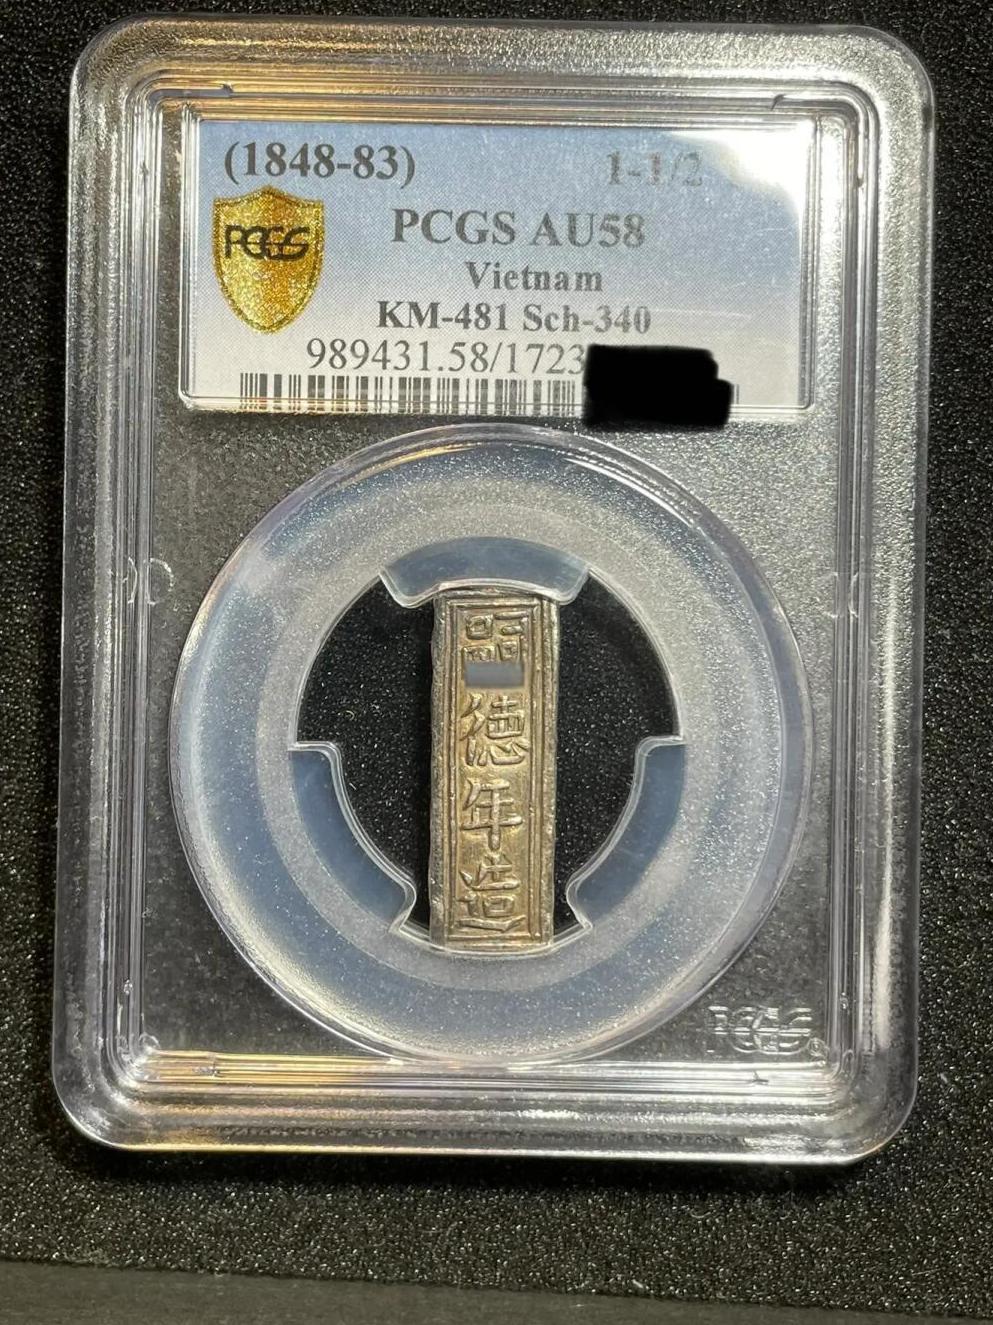 (1848-83) 1-1/2
PCGS
PCGS AU58
Vietnam
KM-481 Sch-340
989431.58/1723
嗣德年造
PCGS